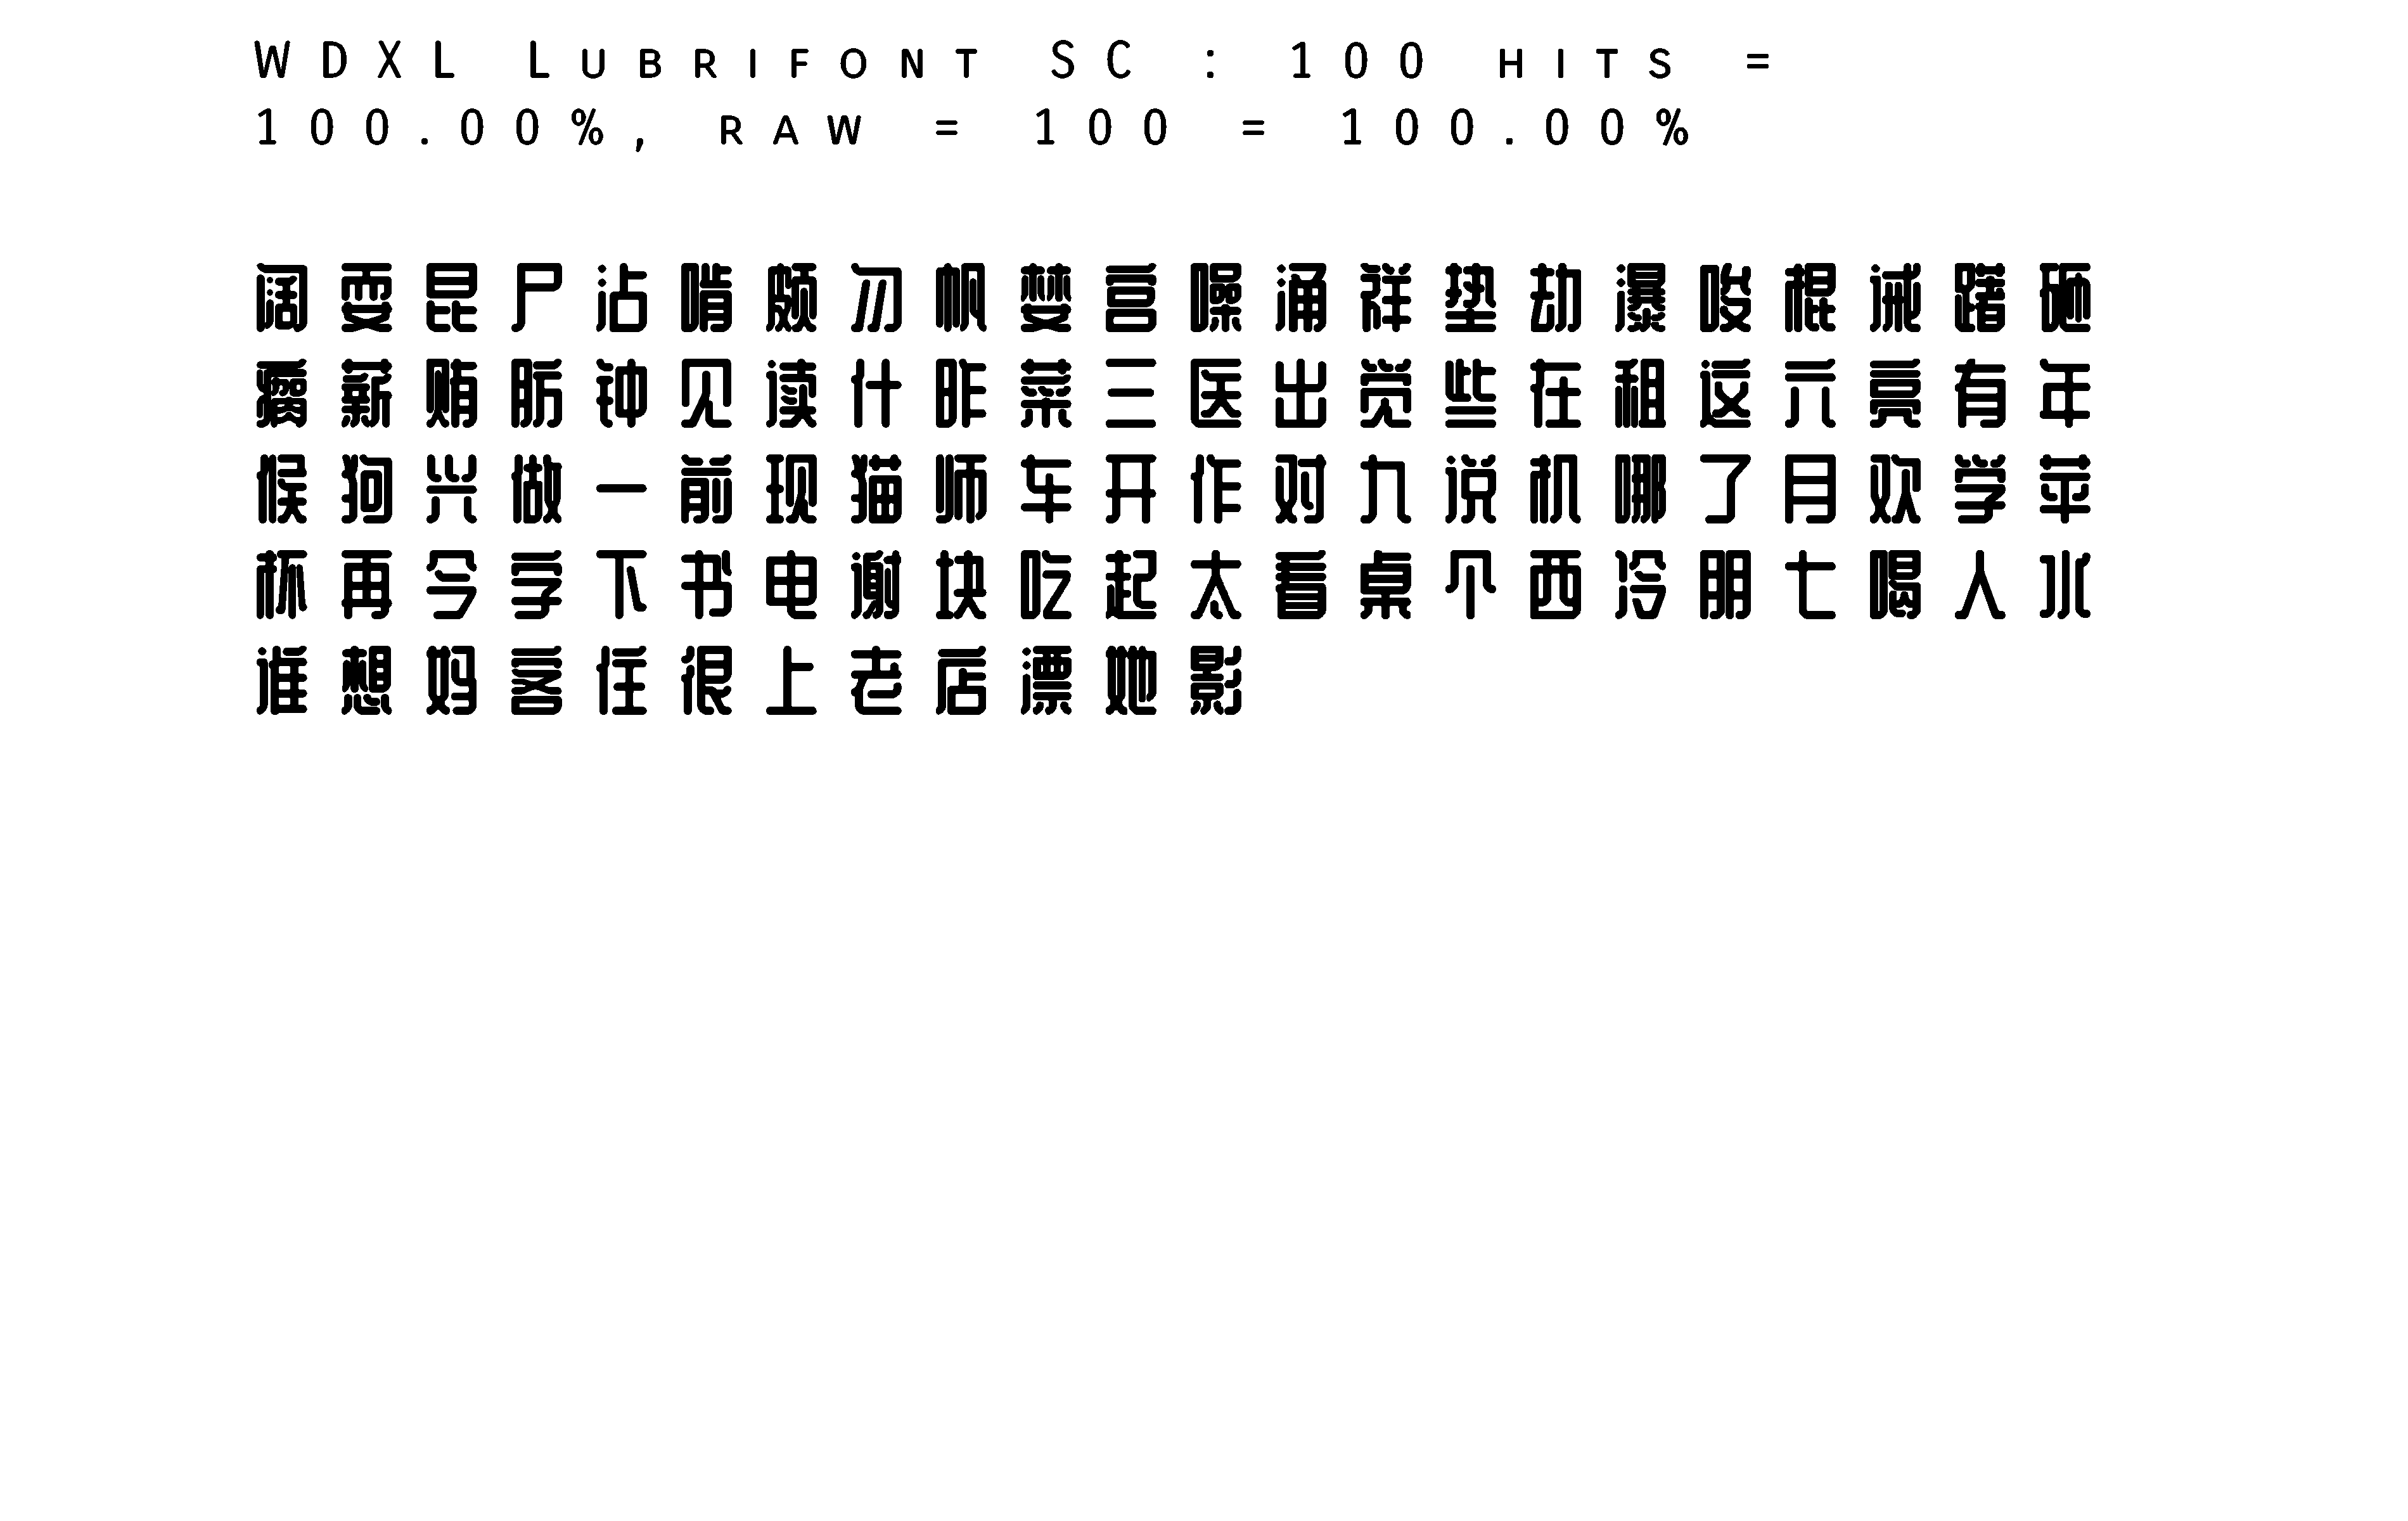 WDXL Lubrifont SC : 100 hits =
100.00%, raw = 100 = 100.00%
阔耍昆尸沾啃颇勿帆婪宫噪涌祥垫劫瀑唆棍诫躇砸
瘸薪贿肪钟见读什昨菜三医出觉些在租这六亮有年
候狗兴做一前现猫师车开作对九说机哪了月欢学苹
杯再今字下书电谢块吃起太看桌个西冷朋七喝人水
谁想妈客住很上老店漂她影